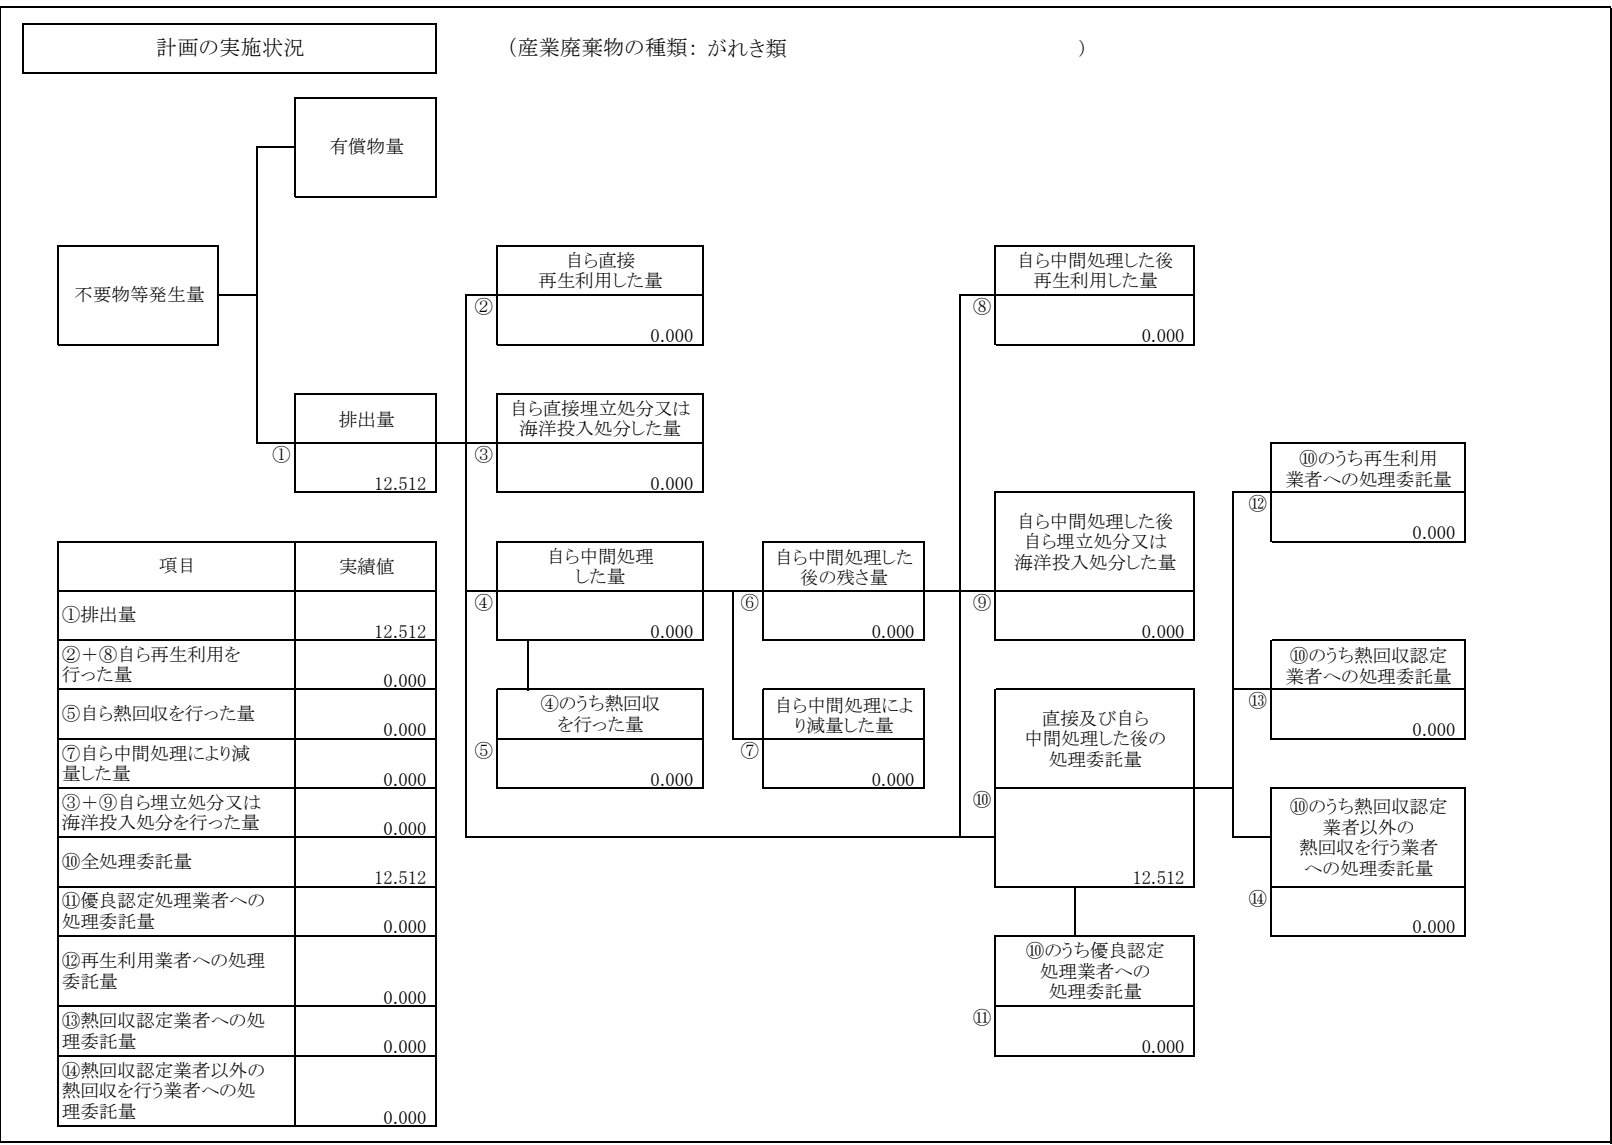 計画の実施状況
（産業廃棄物の種類： がれき類 ）
有償物量
不要物等発生量
排出量
①
12.512
自ら直接
再生利用した量
②
0.000
自ら直接埋立処分又は
海洋投入処分した量
③
0.000
自ら中間処理
した量
④
0.000
④のうち熱回収
を行った量
⑤
0.000
自ら中間処理した
後の残さ量
⑥
0.000
自ら中間処理によ
り減量した量
⑦
0.000
自ら中間処理した後
再生利用した量
⑧
0.000
自ら中間処理した後
自ら埋立処分又は
海洋投入処分した量
⑨
0.000
直接及び自ら
中間処理した後の
処理委託量
⑩
12.512
⑩のうち優良認定
処理業者への
処理委託量
⑪
0.000
⑩のうち再生利用
業者への処理委託量
⑫
0.000
⑩のうち熱回収認定
業者への処理委託量
⑬
0.000
⑩のうち熱回収認定
業者以外の
熱回収を行う業者
への処理委託量
⑭
0.000
項目 実績値
①排出量
12.512
②＋⑧自ら再生利用を
行った量
0.000
⑤自ら熱回収を行った量
0.000
⑦自ら中間処理により減
量した量
0.000
③＋⑨自ら埋立処分又は
海洋投入処分を行った量
0.000
⑩全処理委託量
12.512
⑪優良認定処理業者への
処理委託量
0.000
⑫再生利用業者への処理
委託量
0.000
⑬熱回収認定業者への処
理委託量
0.000
⑭熱回収認定業者以外の
熱回収を行う業者への処
理委託量
0.000